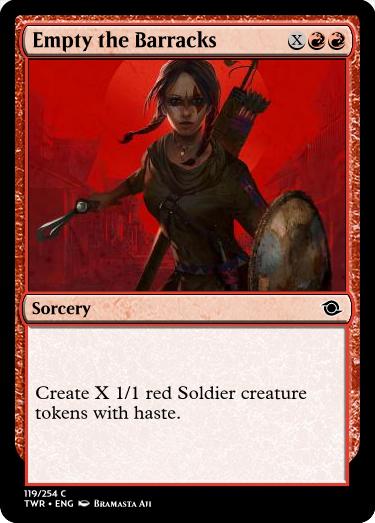 Empty the Barracks X
Sorcery
Create X 1/1 red Soldier creature
tokens with haste.
119/254 C
TWR • ENG Bramasta Aji